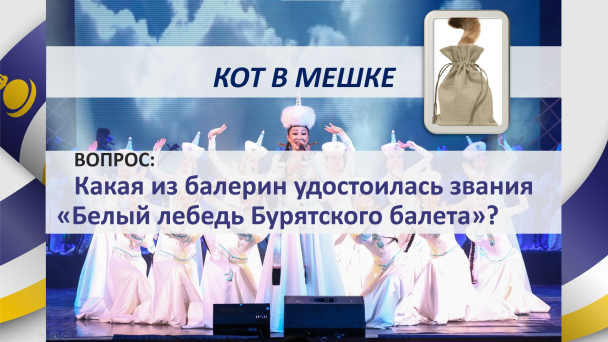 КОТ В МЕШКЕ
ВОПРОС:
Какая из балерин удостоилась звания
«Белый лебедь Бурятского балета»?